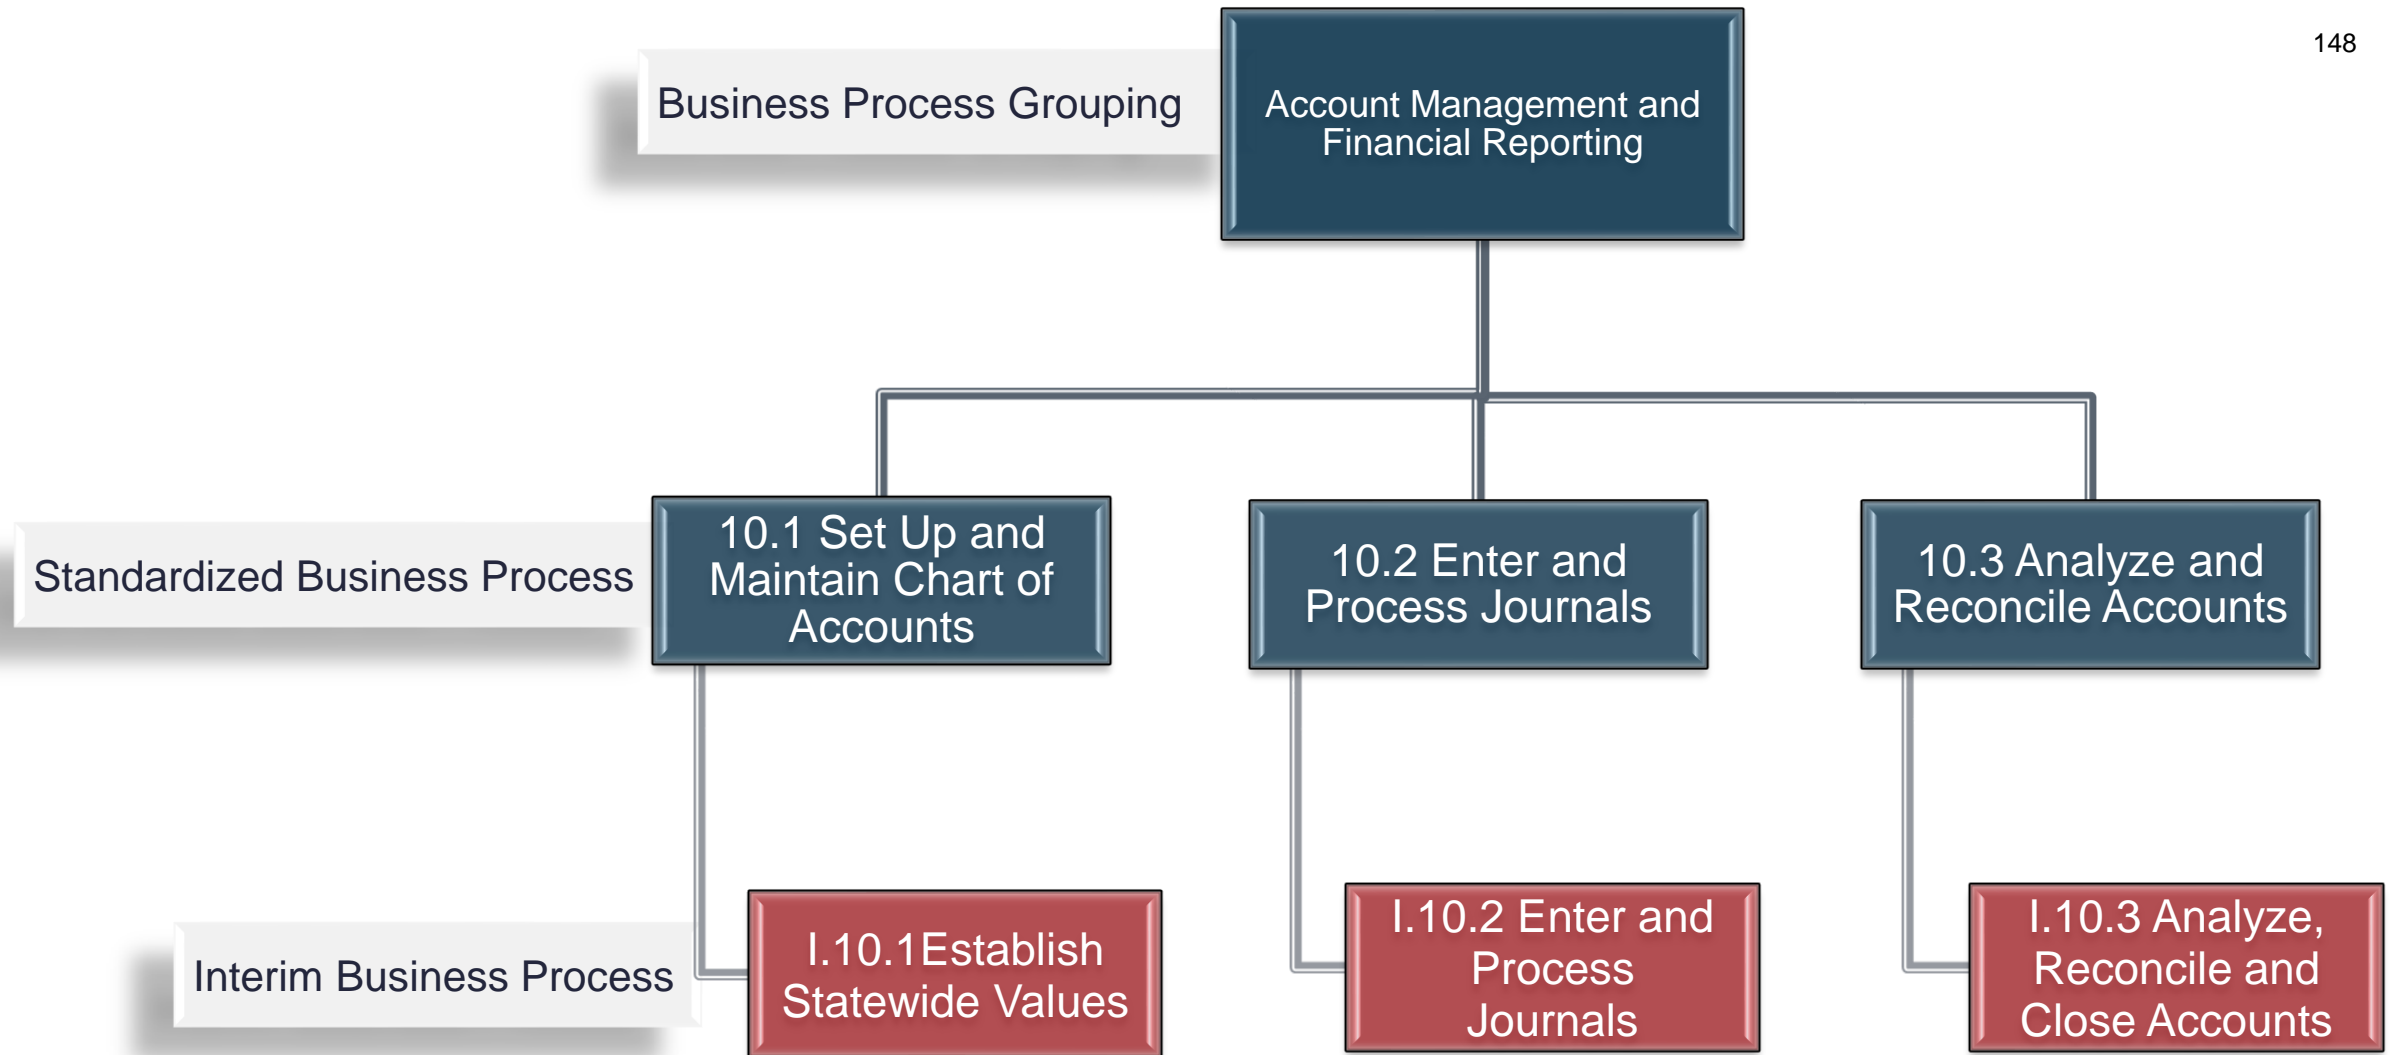 148
Business Process Grouping
Account Management and
Financial Reporting
Standardized Business Process
10.1 Set Up and
Maintain Chart of
Accounts
10.2 Enter and
Process Journals
10.3 Analyze and
Reconcile Accounts
Interim Business Process
I.10.1Establish
Statewide Values
I.10.2 Enter and
Process
Journals
I.10.3 Analyze,
Reconcile and
Close Accounts